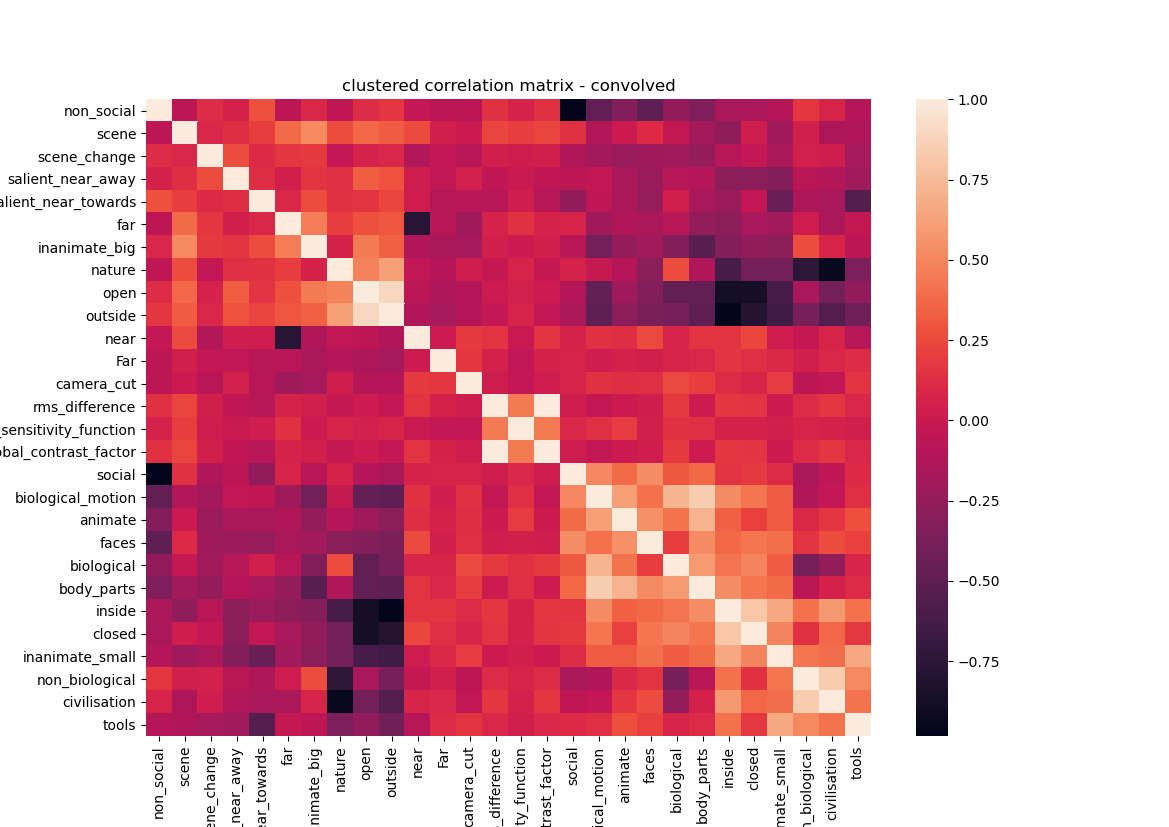 clustered correlation matrix - convolved
non_social
scene
scene_change
salient_near_away
alient_near_towards
far
inanimate_big
nature
open
outside
near
Far
camera_cut
rms_difference
_sensitivity_function
obal_contrast_factor
social
biological_motion
animate
faces
biological
body_parts
inside
closed
inanimate_small
non_biological
civilisation
tools
1.00
0.75
0.50
0.25
0.00
−0.25
−0.50
−0.75
non_social
scene
ene_change
_near_away
ear_towards
far
nimate_big
nature
open
outside
near
Far
camera_cut
_difference
ty_function
trast_factor
social
ical_motion
animate
faces
biological
body_parts
inside
closed
mate_small
n_biological
civilisation
tools